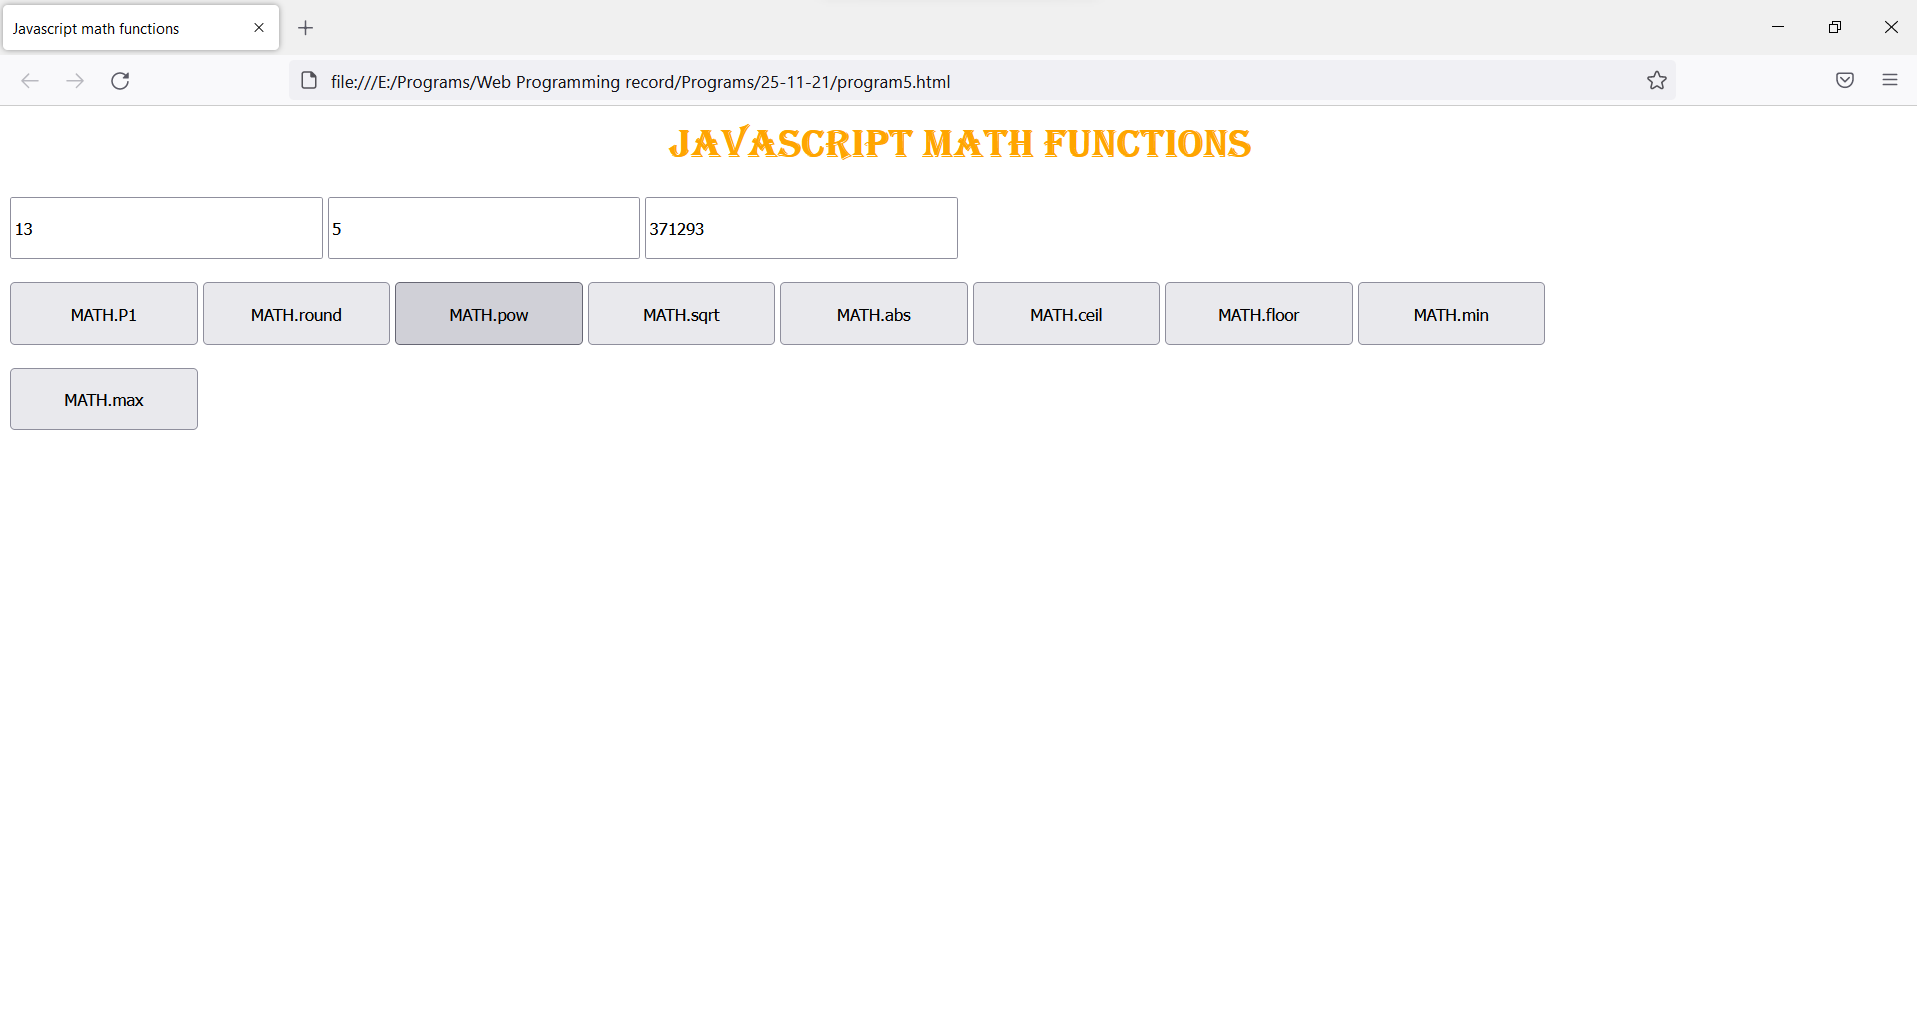 Javascript math functions
file:///E:/Programs/Web Programming record/Programs/25-11-21/program5.html
JAVASCRIPT MATH FUNCTIONS
13 5 371293
MATH.P1 MATH.round MATH.pow MATH.sqrt MATH.abs MATH.ceil MATH.floor MATH.min
MATH.max